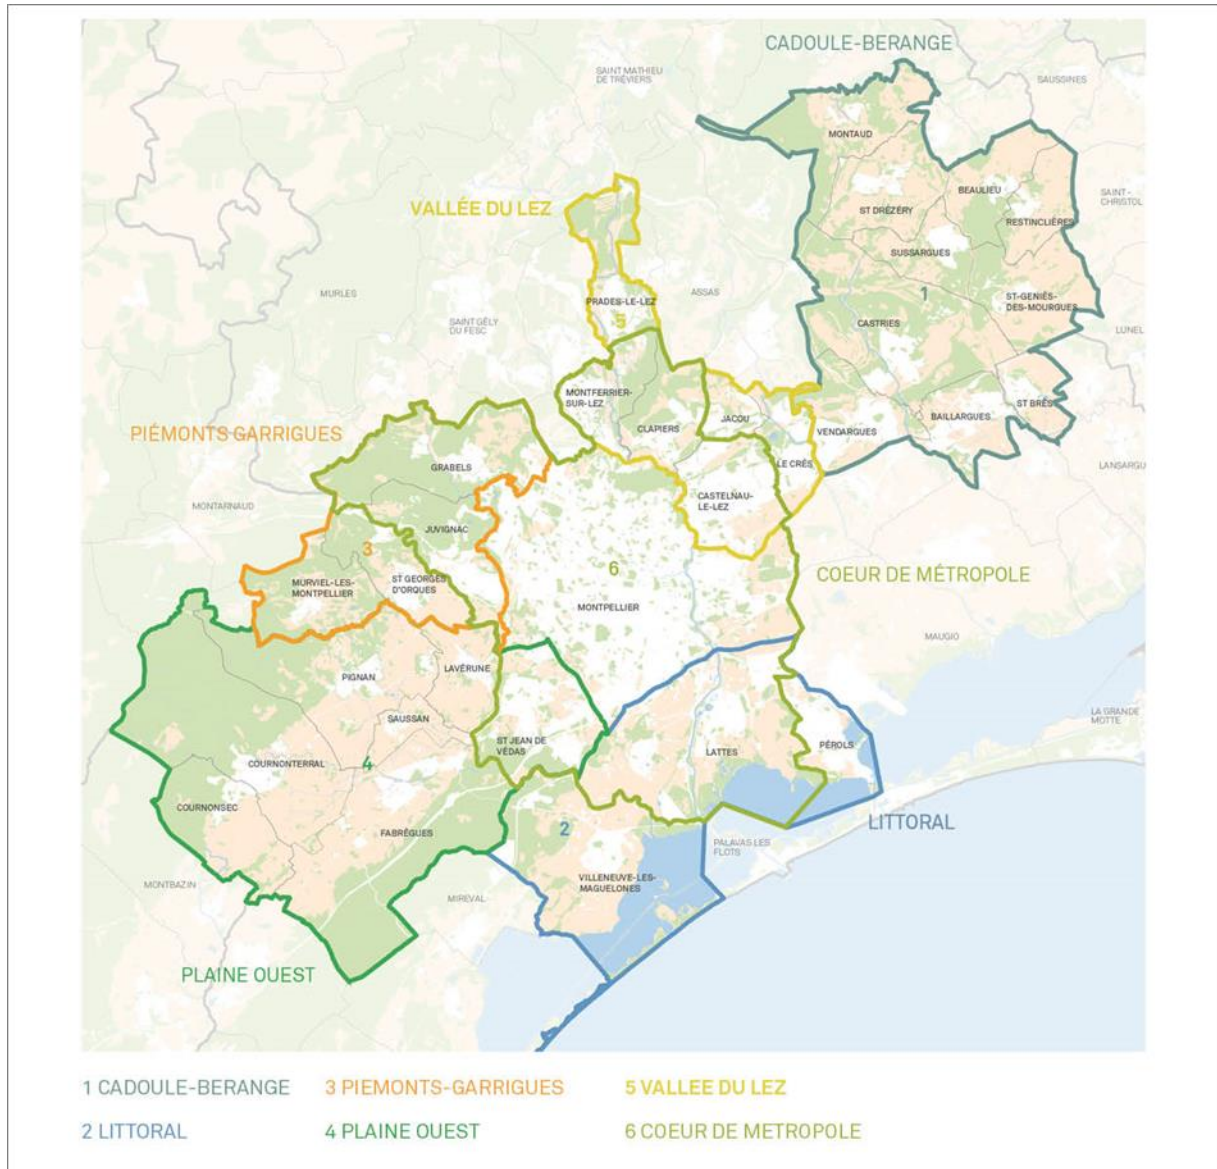 CADOULE-BERANGE
SAINT MATHIEU
DE TRÉVIERS
SAUSSINES
MONTAUD
BEAULIEU
SAINT -
CHRISTOL
VALLÉE DU LEZ
ST DRÉZÉRY
RESTINCLIÈRES
SUSSARGUES
MURLES
ASSAS
1
PRADES-LE-LEZ
5
ST-GENIÈS-
DES-MOURGUES
SAINT GÉLY
DU FESC
CASTRIES
LUNEL
MONTFERRIER-
SUR-LEZ
ST BRÈS
JACOU
BAILLARGUES
CLAPIERS
VENDARGUES
PIÉMONTS GARRIGUES
GRABELS
LE CRÈS
LANSARGU
CASTELNAU-
LE-LEZ
MONTARNAUD
JUVIGNAC
3
6
COEUR DE MÉTROPOLE
MURVIEL-LES-
MONTPELLIER
ST GEORGES
D'ORQUES
MONTPELLIER
MAUGIO
PIGNAN
LAVÉRUNE
LA GRANDE
MOTTE
SAUSSAN
ST JEAN DE
VÉDAS
LATTES
PÉROLS
COURNONTERRAL
4
COURNONSEC
LITTORAL
FABRÈGUES
2
PALAVAS LES
FLOTS
VILLENEUVE-LES-
MAGUELONES
MONTBAZIN
MIREVAL
PLAINE OUEST
1 CADOULE-BERANGE
3 PIEMONTS-GARRIGUES
5 VALLEE DU LEZ
2 LITTORAL
4 PLAINE OUEST
6 COEUR DE METROPOLE